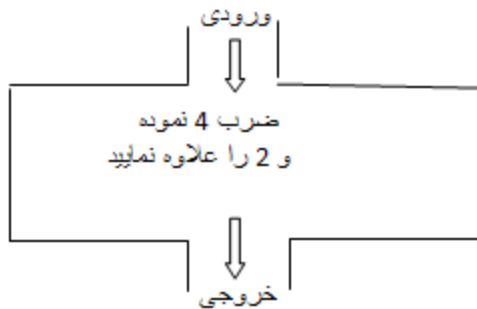 ورودی
ضرب 4 نموده
و 2 را علاوه نمایید
خروجی